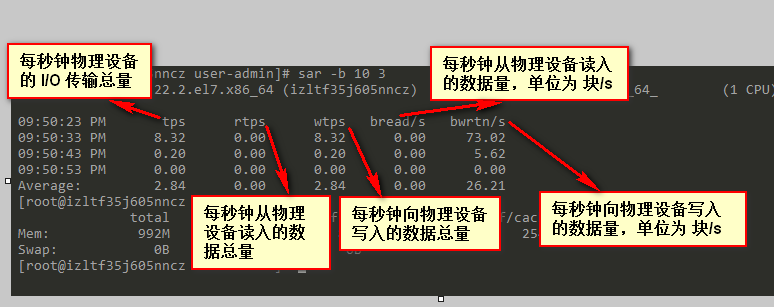 每秒钟物理设备
的 I/O 传输总量
每秒钟从物理设备读入
的数据量，单位为 块/s
nncz user-admin]# sar -b 10 3
22.2.el7.x86_64 (izltf35j605nncz) 64_ (1 CPU)
09:50:23 PM tps rtps wtps bread/s bwrtn/s
09:50:33 PM 8.32 0.00 8.32 0.00 73.02
09:50:43 PM 0.20 0.00 0.20 0.00 5.62
09:50:53 PM 0.00 0.00 0.00 0.00 0.00
Average: 2.84 0.00 2.84 0.00 26.21
[root@izltf35j605nncz
total f/cac
Mem: 992M 25
Swap: 0B
[root@izltf35j605nncz
每秒钟从物理
设备读入的数
据总量
每秒钟向物理设备
写入的数据总量
每秒钟向物理设备写入
的数据量，单位为 块/s